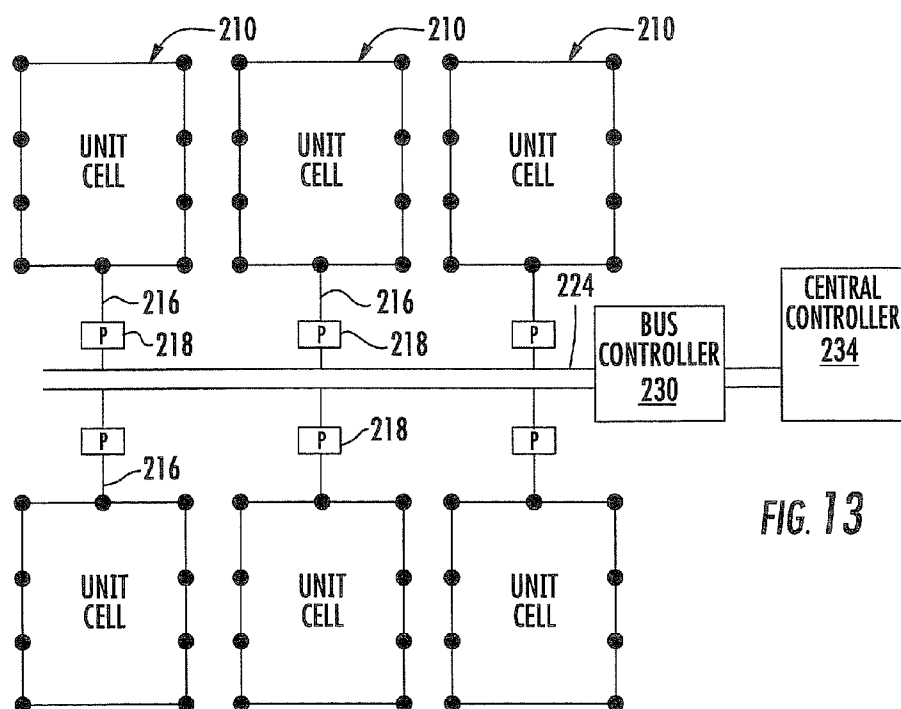 210
210
210
UNIT
CELL
UNIT
CELL
UNIT
CELL
216
216
224
P
218
P
218
P
BUS
CONTROLLER
230
CENTRAL
CONTROLLER
234
P
P
218
P
216
UNIT
CELL
UNIT
CELL
UNIT
CELL
FIG. 13